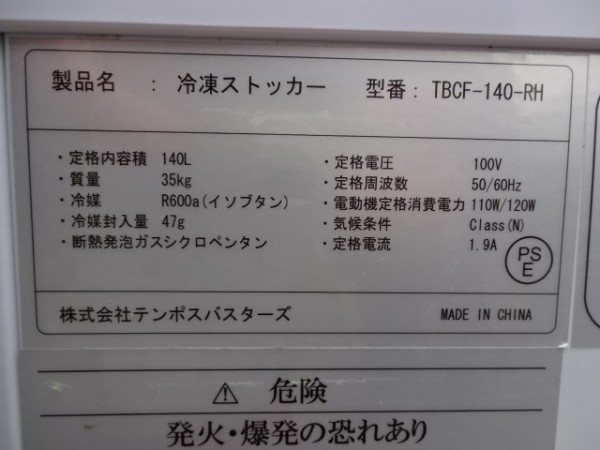 製品名 : 冷凍ストッカー 型番: TBCF-140-RH
・定格内容積 140L
・質量 35kg
・冷媒 R600a(イソブタン)
・冷媒封入量 47g
・断熱発泡ガスシクロペンタン
・定格電圧 100V
・定格周波数 50/60Hz
・電動機定格消費電力 110W/120W
・気候条件 Class(N)
・定格電流 1.9A
PS
E
株式会社テンポスバスターズ MADE IN CHINA
⚠ 危険
発火・爆発の恐れあり